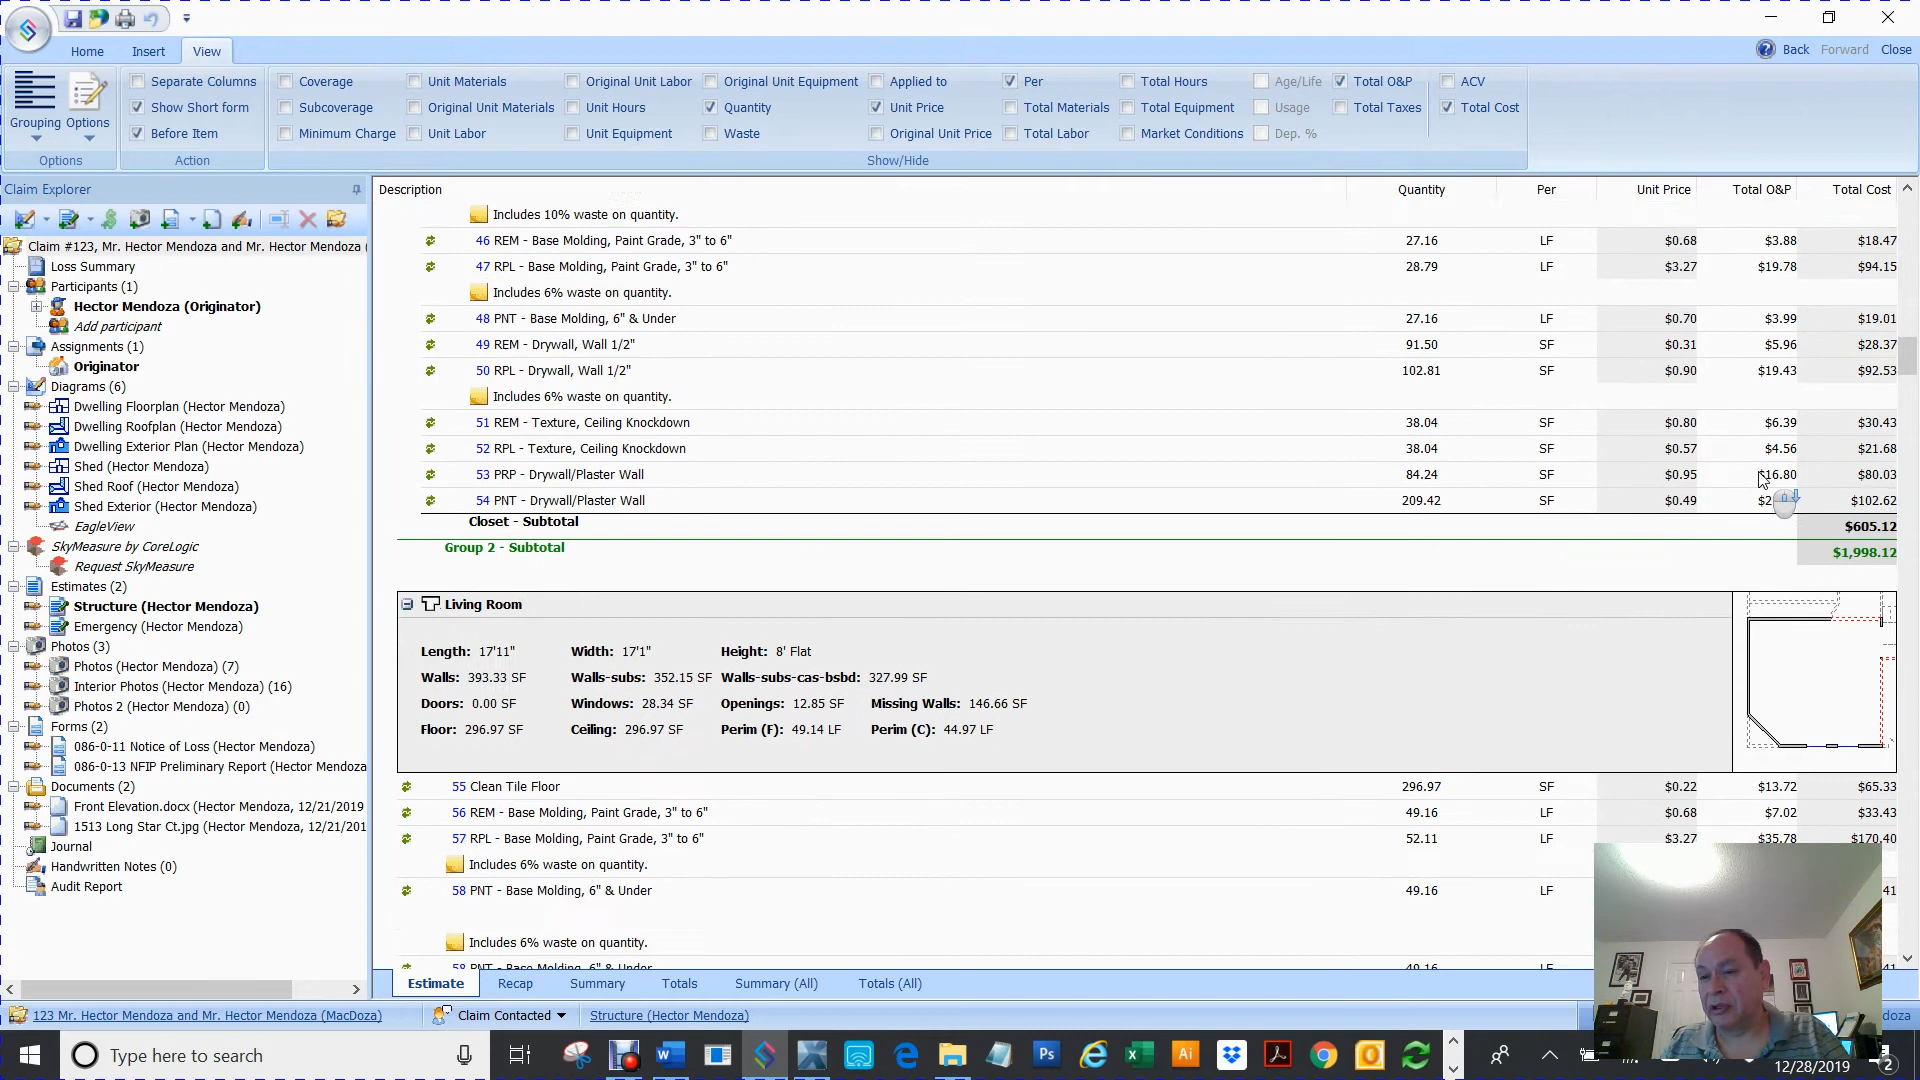 Home Insert View Back Forward Close
Separate Columns Coverage Unit Materials Original Unit Labor Original Unit Equipment Applied to Per Total Hours Age/Life Total O&P ACV
Show Short form Subcoverage Original Unit Materials Unit Hours Quantity Unit Price Total Materials Total Equipment Usage Total Taxes Total Cost
Grouping Options Before Item Minimum Charge Unit Labor Unit Equipment Waste Original Unit Price Total Labor Market Conditions Dep. %
Options Action Show/Hide
Claim Explorer
Claim #123, Mr. Hector Mendoza and Mr. Hector Mendoza (
Loss Summary
Participants (1)
Hector Mendoza (Originator)
Add participant
Assignments (1)
Originator
Diagrams (6)
Dwelling Floorplan (Hector Mendoza)
Dwelling Roofplan (Hector Mendoza)
Dwelling Exterior Plan (Hector Mendoza)
Shed (Hector Mendoza)
Shed Roof (Hector Mendoza)
Shed Exterior (Hector Mendoza)
EagleView
SkyMeasure by CoreLogic
Request SkyMeasure
Estimates (2)
Structure (Hector Mendoza)
Emergency (Hector Mendoza)
Photos (3)
Photos (Hector Mendoza) (7)
Interior Photos (Hector Mendoza) (16)
Photos 2 (Hector Mendoza) (0)
Forms (2)
086-0-11 Notice of Loss (Hector Mendoza)
086-0-13 NFIP Preliminary Report (Hector Mendoza
Documents (2)
Front Elevation.docx (Hector Mendoza, 12/21/2019
1513 Long Star Ct.jpg (Hector Mendoza, 12/21/201
Journal
Handwritten Notes (0)
Audit Report
Description Quantity Per Unit Price Total O&P Total Cost
Includes 10% waste on quantity.
46 REM - Base Molding, Paint Grade, 3" to 6" 27.16 LF $0.68 $3.88 $18.47
47 RPL - Base Molding, Paint Grade, 3" to 6" 28.79 LF $3.27 $19.78 $94.15
Includes 6% waste on quantity.
48 PNT - Base Molding, 6" & Under 27.16 LF $0.70 $3.99 $19.01
49 REM - Drywall, Wall 1/2" 91.50 SF $0.31 $5.96 $28.37
50 RPL - Drywall, Wall 1/2" 102.81 SF $0.90 $19.43 $92.53
Includes 6% waste on quantity.
51 REM - Texture, Ceiling Knockdown 38.04 SF $0.80 $6.39 $30.43
52 RPL - Texture, Ceiling Knockdown 38.04 SF $0.57 $4.56 $21.68
53 PRP - Drywall/Plaster Wall 84.24 SF $0.95 $16.80 $80.03
54 PNT - Drywall/Plaster Wall 209.42 SF $0.49 $102.62
Closet - Subtotal $605.12
Group 2 - Subtotal $1,998.12
Living Room
Length: 17'11" Width: 17'1" Height: 8' Flat
Walls: 393.33 SF Walls-subs: 352.15 SF Walls-subs-cas-bsbd: 327.99 SF
Doors: 0.00 SF Windows: 28.34 SF Openings: 12.85 SF Missing Walls: 146.66 SF
Floor: 296.97 SF Ceiling: 296.97 SF Perim (F): 49.14 LF Perim (C): 44.97 LF
55 Clean Tile Floor 296.97 SF $0.22 $13.72 $65.33
56 REM - Base Molding, Paint Grade, 3" to 6" 49.16 LF $0.68 $7.02 $33.43
57 RPL - Base Molding, Paint Grade, 3" to 6" 52.11 LF $3.27 $35.78 $170.40
Includes 6% waste on quantity.
58 PNT - Base Molding, 6" & Under 49.16 LF 41
Includes 6% waste on quantity.
58 PNT - Base Molding, 6" & Under 49.16 LF 41
Estimate Recap Summary Totals Summary (All) Totals (All)
123 Mr. Hector Mendoza and Mr. Hector Mendoza (MacDoza) Claim Contacted Structure (Hector Mendoza) doza
Type here to search
12/28/2019 2